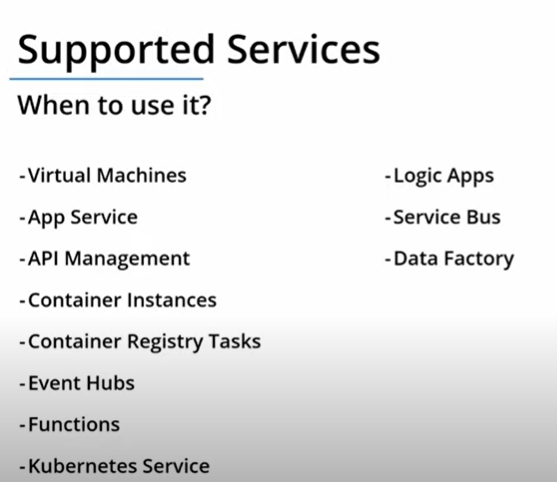 Supported Services
When to use it?
-Virtual Machines
-App Service
-API Management
-Container Instances
-Container Registry Tasks
-Event Hubs
-Functions
-Kubernetes Service
-Logic Apps
-Service Bus
-Data Factory